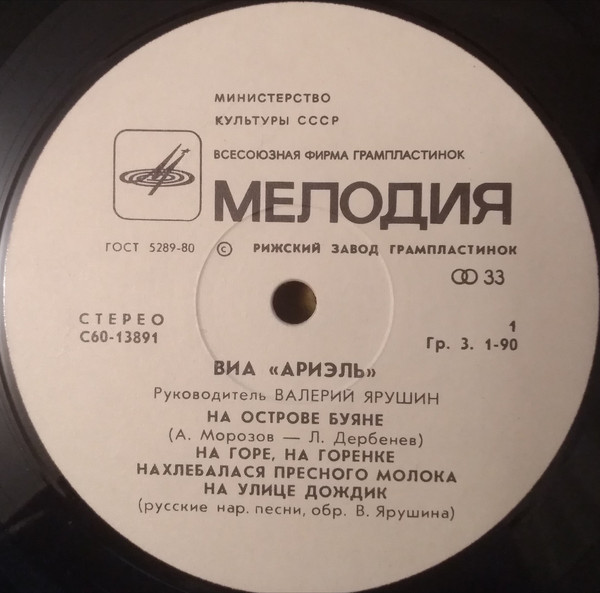 МИНИСТЕРСТВО
КУЛЬТУРЫ СССР
ВСЕСОЮЗНАЯ ФИРМА ГРАМПЛАСТИНОК
МЕЛОДИЯ
ГОСТ 5289-80 © РИЖСКИЙ ЗАВОД ГРАМПЛАСТИНОК
33
СТЕРЕО 1
С60-13891 Гр. 3. 1-90
ВИА «АРИЭЛЬ»
Руководитель ВАЛЕРИЙ ЯРУШИН
НА ОСТРОВЕ БУЯНЕ
(А. Морозов — Л. Дербенев)
НА ГОРЕ, НА ГОРЕНКЕ
НАХЛЕБАЛАСЯ ПРЕСНОГО МОЛОКА
НА УЛИЦЕ ДОЖДИК
(русские нар. песни, обр. В. Ярушина)